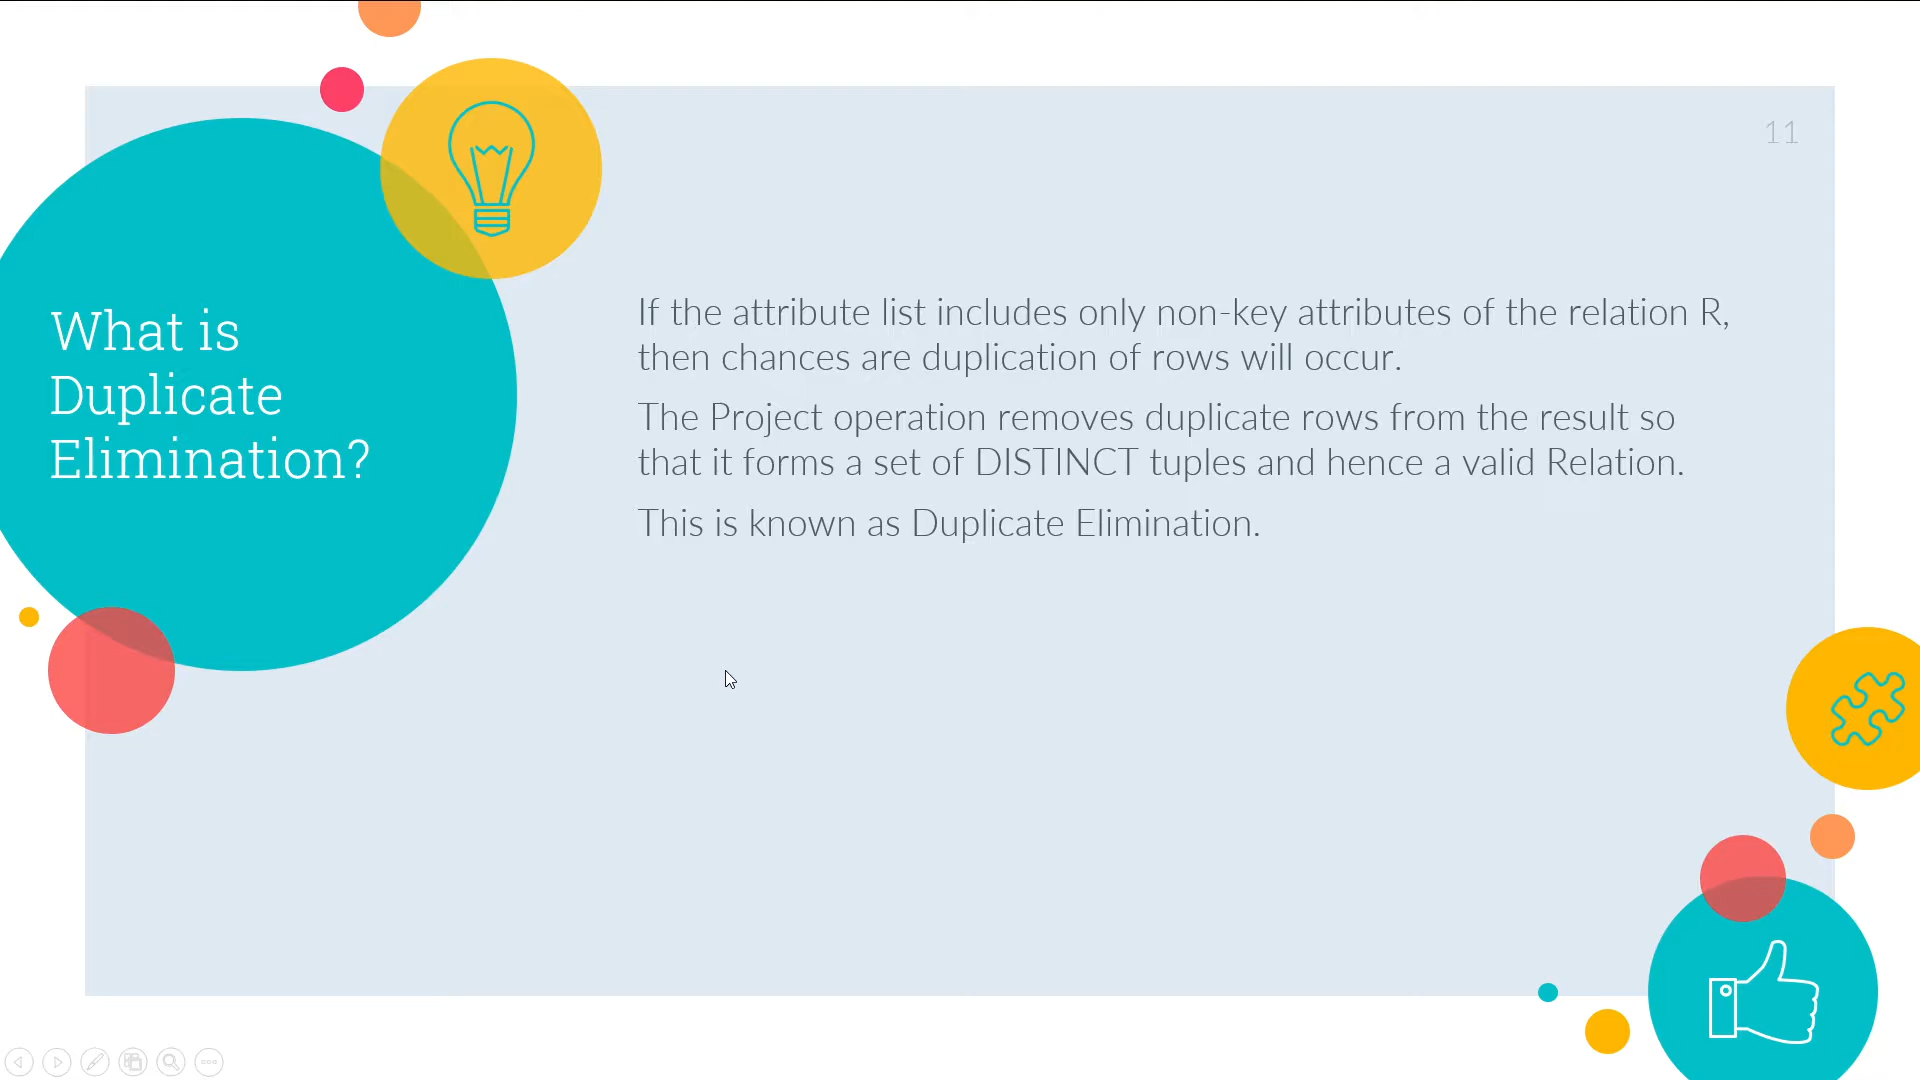 11
What is
Duplicate
Elimination?
If the attribute list includes only non-key attributes of the relation R,
then chances are duplication of rows will occur.
The Project operation removes duplicate rows from the result so
that it forms a set of DISTINCT tuples and hence a valid Relation.
This is known as Duplicate Elimination.